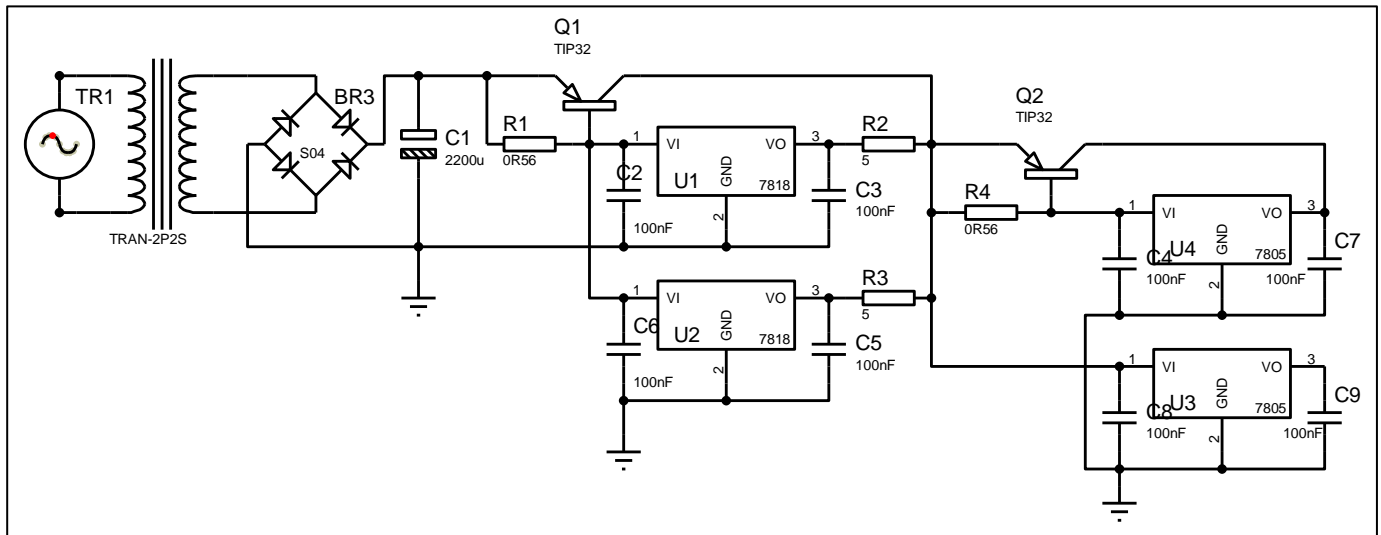 Q1
TIP32
TR1
TRAN-2P2S
BR3
S04
C1
2200u
R1
0R56
C2
100nF
1
VI
VO
3
U1
GND
7818
2
R2
5
C3
100nF
Q2
TIP32
R4
0R56
1
VI
VO
3
U4
GND
7805
2
C4
100nF
C7
100nF
C6
100nF
1
VI
VO
3
U2
GND
7818
2
R3
5
C5
100nF
C8
100nF
1
VI
VO
3
U3
GND
7805
2
C9
100nF